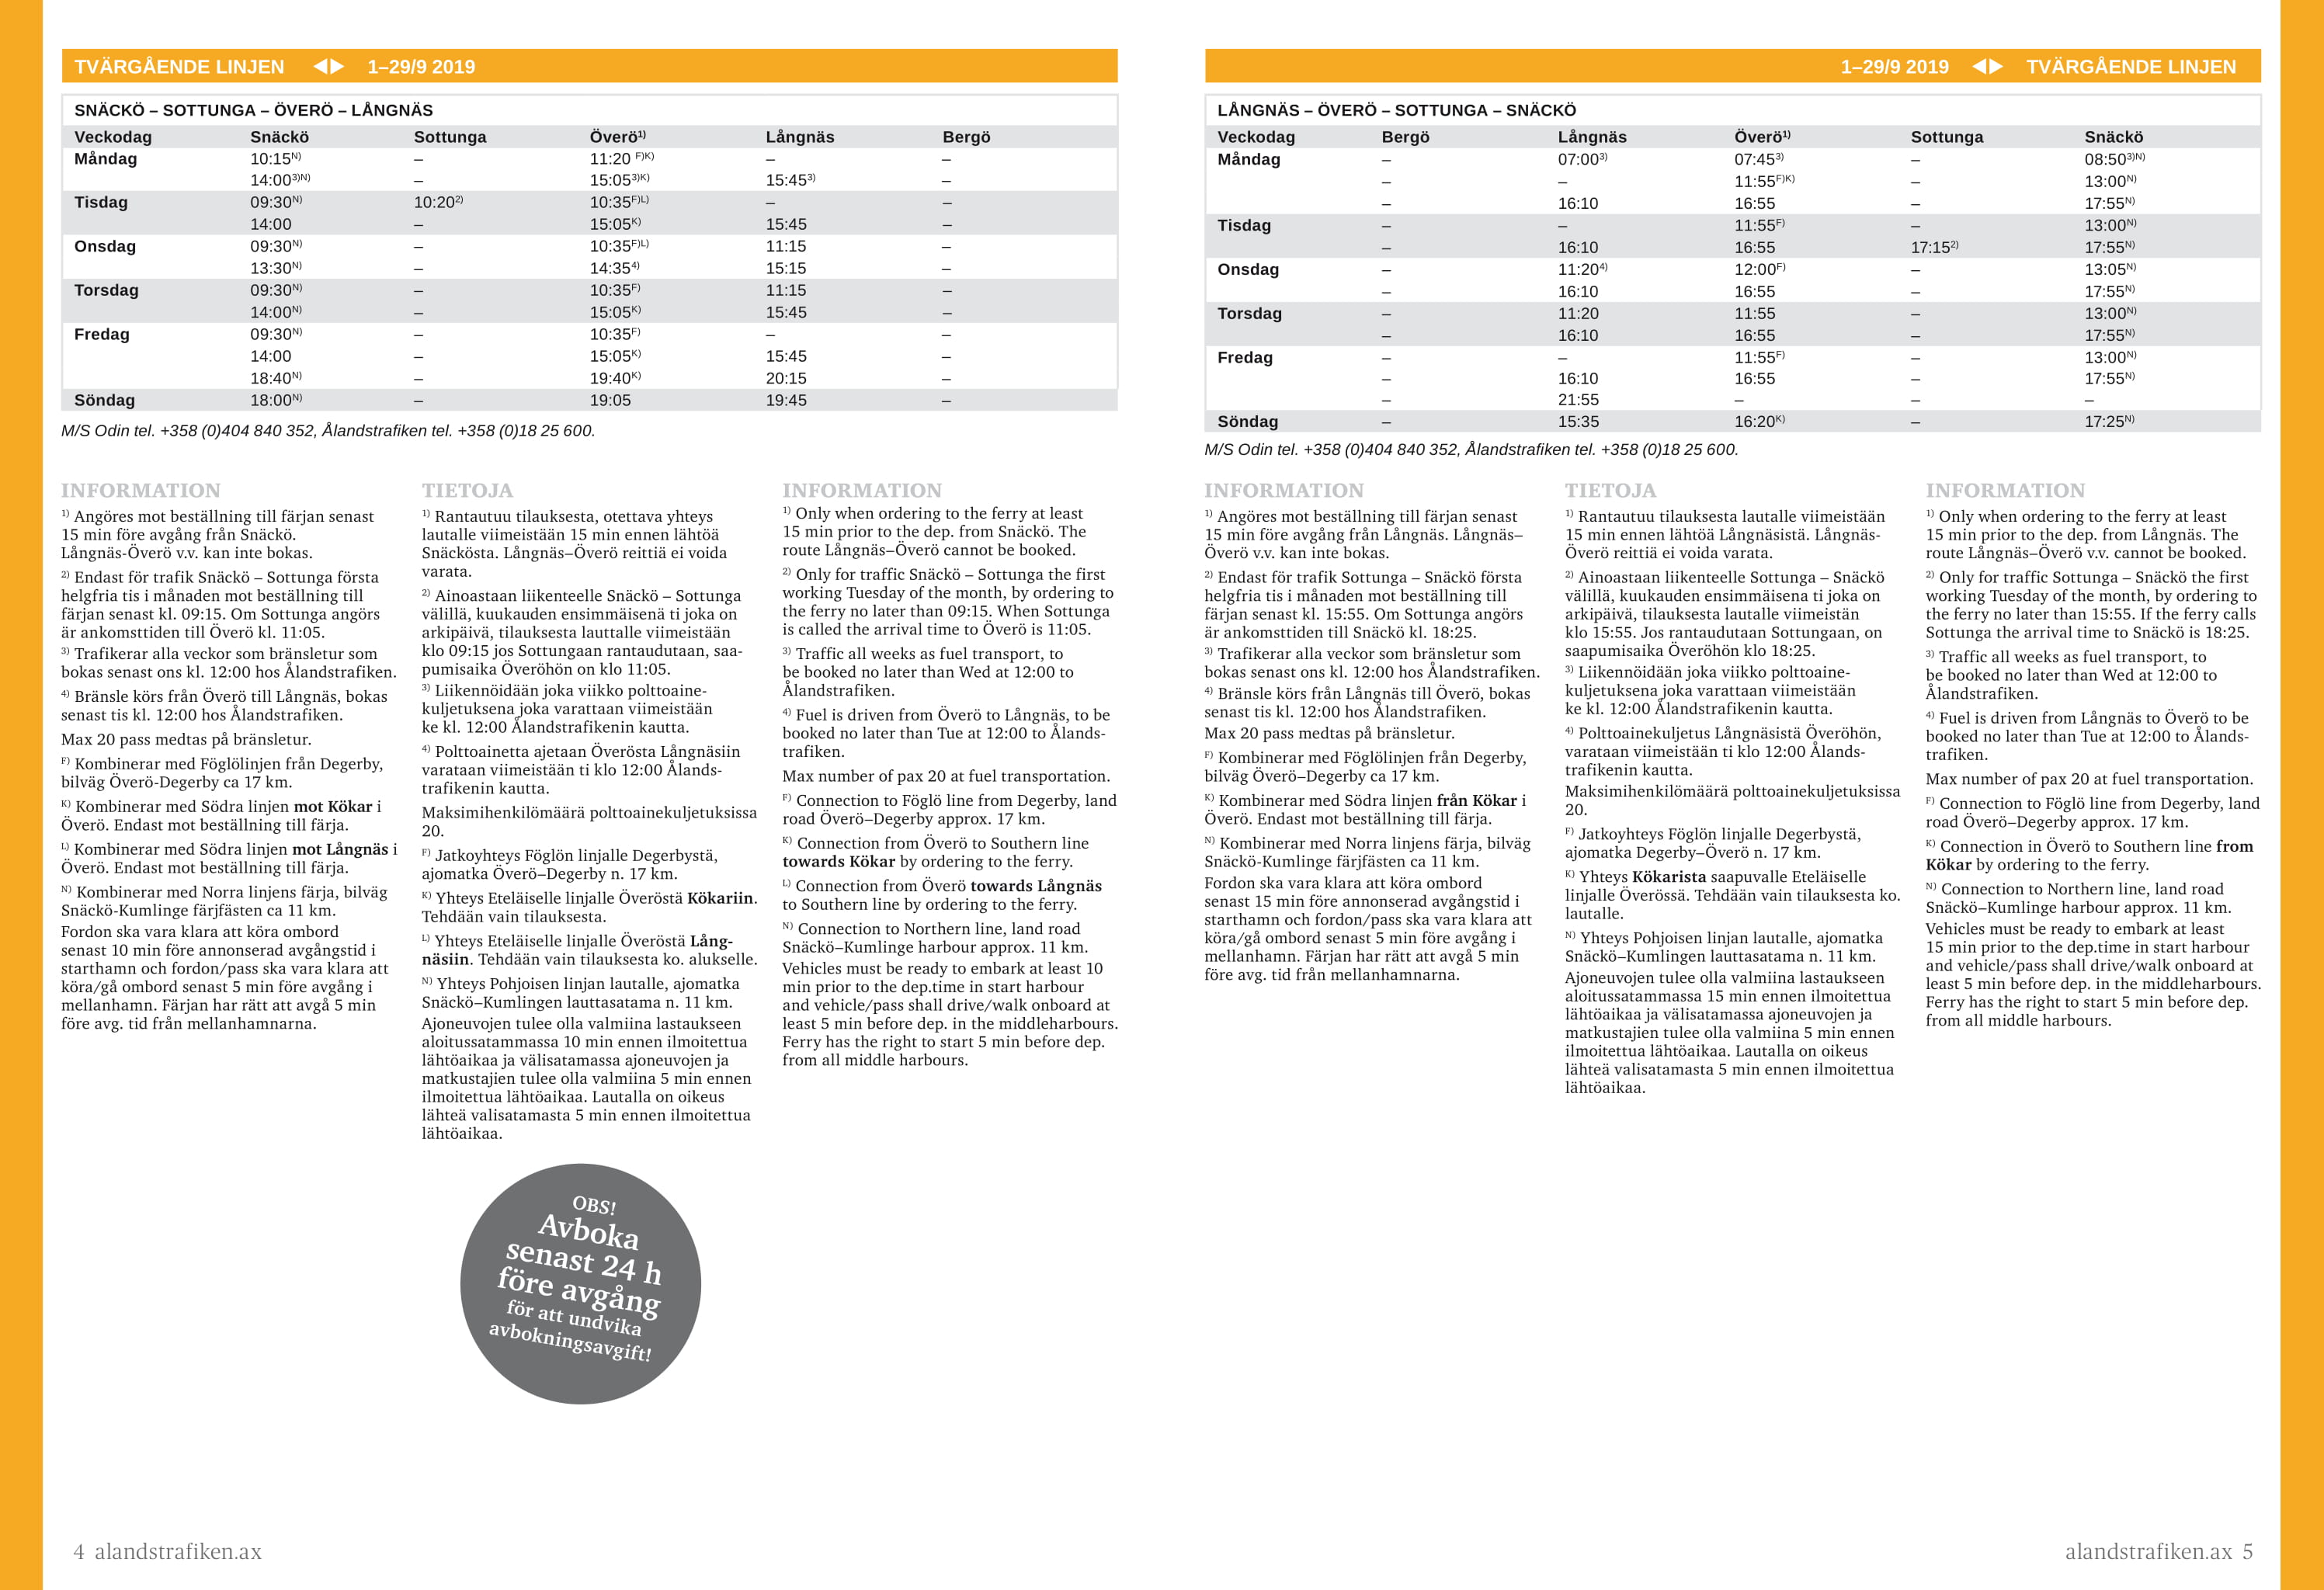 TVÄRGÅENDE LINJEN ◀▶ 1–29/9 2019
SNÄCKÖ – SOTTUNGA – ÖVERÖ – LÅNGNÄS
Veckodag Snäckö Sottunga Överö1) Långnäs Bergö
Måndag 10:15N) – 11:20 F)K) – –
14:003)N) – 15:053)K) 15:453) –
Tisdag 09:30N) 10:202) 10:35F)L) – –
14:00 – 15:05K) 15:45 –
Onsdag 09:30N) – 10:35F)L) 11:15 –
13:30N) – 14:354) 15:15 –
Torsdag 09:30N) – 10:35F) 11:15 –
14:00N) – 15:05K) 15:45 –
Fredag 09:30N) – 10:35F) – –
14:00 – 15:05K) 15:45 –
18:40N) – 19:40K) 20:15 –
Söndag 18:00N) – 19:05 19:45 –
M/S Odin tel. +358 (0)404 840 352, Ålandstrafiken tel. +358 (0)18 25 600.
INFORMATION
1) Angöres mot beställning till färjan senast
15 min före avgång från Snäckö.
Långnäs-Överö v.v. kan inte bokas.
2) Endast för trafik Snäckö – Sottunga första
helgfria tis i månaden mot beställning till
färjan senast kl. 09:15. Om Sottunga angörs
är ankomsttiden till Överö kl. 11:05.
3) Trafikerar alla veckor som bränsletur som
bokas senast ons kl. 12:00 hos Ålandstrafiken.
4) Bränsle körs från Överö till Långnäs, bokas
senast tis kl. 12:00 hos Ålandstrafiken.
Max 20 pass medtas på bränsletur.
F) Kombinerar med Föglölinjen från Degerby,
bilväg Överö-Degerby ca 17 km.
K) Kombinerar med Södra linjen mot Kökar i
Överö. Endast mot beställning till färja.
L) Kombinerar med Södra linjen mot Långnäs i
Överö. Endast mot beställning till färja.
N) Kombinerar med Norra linjens färja, bilväg
Snäckö-Kumlinge färjfästen ca 11 km.
Fordon ska vara klara att köra ombord
senast 10 min före annonserad avgångstid i
starthamn och fordon/pass ska vara klara att
köra/gå ombord senast 5 min före avgång i
mellanhamn. Färjan har rätt att avgå 5 min
före avg. tid från mellanhamnarna.
TIETOJA
1) Rantautuu tilauksesta, otettava yhteys
lautalle viimeistään 15 min ennen lähtöä
Snäckösta. Långnäs–Överö reittiä ei voida
varata.
2) Ainoastaan liikenteelle Snäckö – Sottunga
välillä, kuukauden ensimmäisenä ti joka on
arkipäivä, tilauksesta lauttalle viimeistään
klo 09:15 jos Sottungaan rantaudutaan, saa-
pumisaika Överöhön on klo 11:05.
3) Liikennöidään joka viikko polttoaine-
kuljetuksena joka varattaan viimeistään
ke kl. 12:00 Ålandstrafikenin kautta.
4) Polttoainetta ajetaan Överösta Långnäsiin
varataan viimeistään ti klo 12:00 Ålands-
trafikenin kautta.
Maksimihenkilömäärä polttoainekuljetuksissa
20.
F) Jatkoyhteys Föglön linjalle Degerbystä,
ajomatka Överö–Degerby n. 17 km.
K) Yhteys Eteläiselle linjalle Överöstä Kökariin.
Tehdään vain tilauksesta.
L) Yhteys Eteläiselle linjalle Överöstä Lång-
näsiin. Tehdään vain tilauksesta ko. alukselle.
N) Yhteys Pohjoisen linjan lautalle, ajomatka
Snäckö–Kumlingen lauttasatama n. 11 km.
Ajoneuvojen tulee olla valmiina lastaukseen
aloitussatammassa 10 min ennen ilmoitettua
lähtöaikaa ja välisatamassa ajoneuvojen ja
matkustajien tulee olla valmiina 5 min ennen
ilmoitettua lähtöaikaa. Lautalla on oikeus
lähteä valisatamasta 5 min ennen ilmoitettua
lähtöaikaa.
INFORMATION
1) Only when ordering to the ferry at least
15 min prior to the dep. from Snäckö. The
route Långnäs–Överö cannot be booked.
2) Only for traffic Snäckö – Sottunga the first
working Tuesday of the month, by ordering to
the ferry no later than 09:15. When Sottunga
is called the arrival time to Överö is 11:05.
3) Traffic all weeks as fuel transport, to
be booked no later than Wed at 12:00 to
Ålandstrafiken.
4) Fuel is driven from Överö to Långnäs, to be
booked no later than Tue at 12:00 to Ålands-
trafiken.
Max number of pax 20 at fuel transportation.
F) Connection to Föglö line from Degerby, land
road Överö–Degerby approx. 17 km.
K) Connection from Överö to Southern line
towards Kökar by ordering to the ferry.
L) Connection from Överö towards Långnäs
to Southern line by ordering to the ferry.
N) Connection to Northern line, land road
Snäckö–Kumlinge harbour approx. 11 km.
Vehicles must be ready to embark at least 10
min prior to the dep.time in start harbour
and vehicle/pass shall drive/walk onboard at
least 5 min before dep. in the middleharbours.
Ferry has the right to start 5 min before dep.
from all middle harbours.
OBS!
Avboka
senast 24 h
före avgång
för att undvika
avbokningsavgift!
4 alandstrafiken.ax
1–29/9 2019 ◀▶ TVÄRGÅENDE LINJEN
LÅNGNÄS – ÖVERÖ – SOTTUNGA – SNÄCKÖ
Veckodag Bergö Långnäs Överö1) Sottunga Snäckö
Måndag – 07:003) 07:453) – 08:503)N)
– – 11:55F)K) – 13:00N)
– 16:10 16:55 – 17:55N)
Tisdag – – 11:55F) – 13:00N)
– 16:10 16:55 17:152) 17:55N)
Onsdag – 11:204) 12:00F) – 13:05N)
– 16:10 16:55 – 17:55N)
Torsdag – 11:20 11:55 – 13:00N)
– 16:10 16:55 – 17:55N)
Fredag – – 11:55F) – 13:00N)
– 16:10 16:55 – 17:55N)
– 21:55 – – –
Söndag – 15:35 16:20K) – 17:25N)
M/S Odin tel. +358 (0)404 840 352, Ålandstrafiken tel. +358 (0)18 25 600.
INFORMATION
1) Angöres mot beställning till färjan senast
15 min före avgång från Långnäs. Långnäs–
Överö v.v. kan inte bokas.
2) Endast för trafik Sottunga – Snäckö första
helgfria tis i månaden mot beställning till
färjan senast kl. 15:55. Om Sottunga angörs
är ankomsttiden till Snäckö kl. 18:25.
3) Trafikerar alla veckor som bränsletur som
bokas senast ons kl. 12:00 hos Ålandstrafiken.
4) Bränsle körs från Långnäs till Överö, bokas
senast tis kl. 12:00 hos Ålandstrafiken.
Max 20 pass medtas på bränsletur.
F) Kombinerar med Föglölinjen från Degerby,
bilväg Överö–Degerby ca 17 km.
K) Kombinerar med Södra linjen från Kökar i
Överö. Endast mot beställning till färja.
N) Kombinerar med Norra linjens färja, bilväg
Snäckö-Kumlinge färjfästen ca 11 km.
Fordon ska vara klara att köra ombord
senast 15 min före annonserad avgångstid i
starthamn och fordon/pass ska vara klara att
köra/gå ombord senast 5 min före avgång i
mellanhamn. Färjan har rätt att avgå 5 min
före avg. tid från mellanhamnarna.
TIETOJA
1) Rantautuu tilauksesta lautalle viimeistään
15 min ennen lähtöä Långnäsistä. Långnäs-
Överö reittiä ei voida varata.
2) Ainoastaan liikenteelle Sottunga – Snäckö
välillä, kuukauden ensimmäisena ti joka on
arkipäivä, tilauksesta lautalle viimeistän
klo 15:55. Jos rantaudutaan Sottungaan, on
saapumisaika Överöhön klo 18:25.
3) Liikennöidään joka viikko polttoaine-
kuljetuksena joka varattaan viimeistään
ke kl. 12:00 Ålandstrafikenin kautta.
4) Polttoainekuljetus Långnäsistä Överöhön,
varataan viimeistään ti klo 12:00 Ålands-
trafikenin kautta.
Maksimihenkilömäärä polttoainekuljetuksissa
20.
F) Jatkoyhteys Föglön linjalle Degerbystä,
ajomatka Degerby–Överö n. 17 km.
K) Yhteys Kökarista saapuvalle Eteläiselle
linjalle Överössä. Tehdään vain tilauksesta ko.
lautalle.
N) Yhteys Pohjoisen linjan lautalle, ajomatka
Snäckö–Kumlingen lauttasatama n. 11 km.
Ajoneuvojen tulee olla valmiina lastaukseen
aloitussatammassa 15 min ennen ilmoitettua
lähtöaikaa ja välisatamassa ajoneuvojen ja
matkustajien tulee olla valmiina 5 min ennen
ilmoitettua lähtöaikaa. Lautalla on oikeus
lähteä valisatamasta 5 min ennen ilmoitettua
lähtöaikaa.
INFORMATION
1) Only when ordering to the ferry at least
15 min prior to the dep. from Långnäs. The
route Långnäs–Överö v.v. cannot be booked.
2) Only for traffic Sottunga – Snäckö the first
working Tuesday of the month, by ordering to
the ferry no later than 15:55. If the ferry calls
Sottunga the arrival time to Snäckö is 18:25.
3) Traffic all weeks as fuel transport, to
be booked no later than Wed at 12:00 to
Ålandstrafiken.
4) Fuel is driven from Långnäs to Överö to be
booked no later than Tue at 12:00 to Ålands-
trafiken.
Max number of pax 20 at fuel transportation.
F) Connection to Föglö line from Degerby, land
road Överö–Degerby approx. 17 km.
K) Connection in Överö to Southern line from
Kökar by ordering to the ferry.
N) Connection to Northern line, land road
Snäckö–Kumlinge harbour approx. 11 km.
Vehicles must be ready to embark at least
15 min prior to the dep.time in start harbour
and vehicle/pass shall drive/walk onboard at
least 5 min before dep. in the middleharbours.
Ferry has the right to start 5 min before dep.
from all middle harbours.
alandstrafiken.ax 5